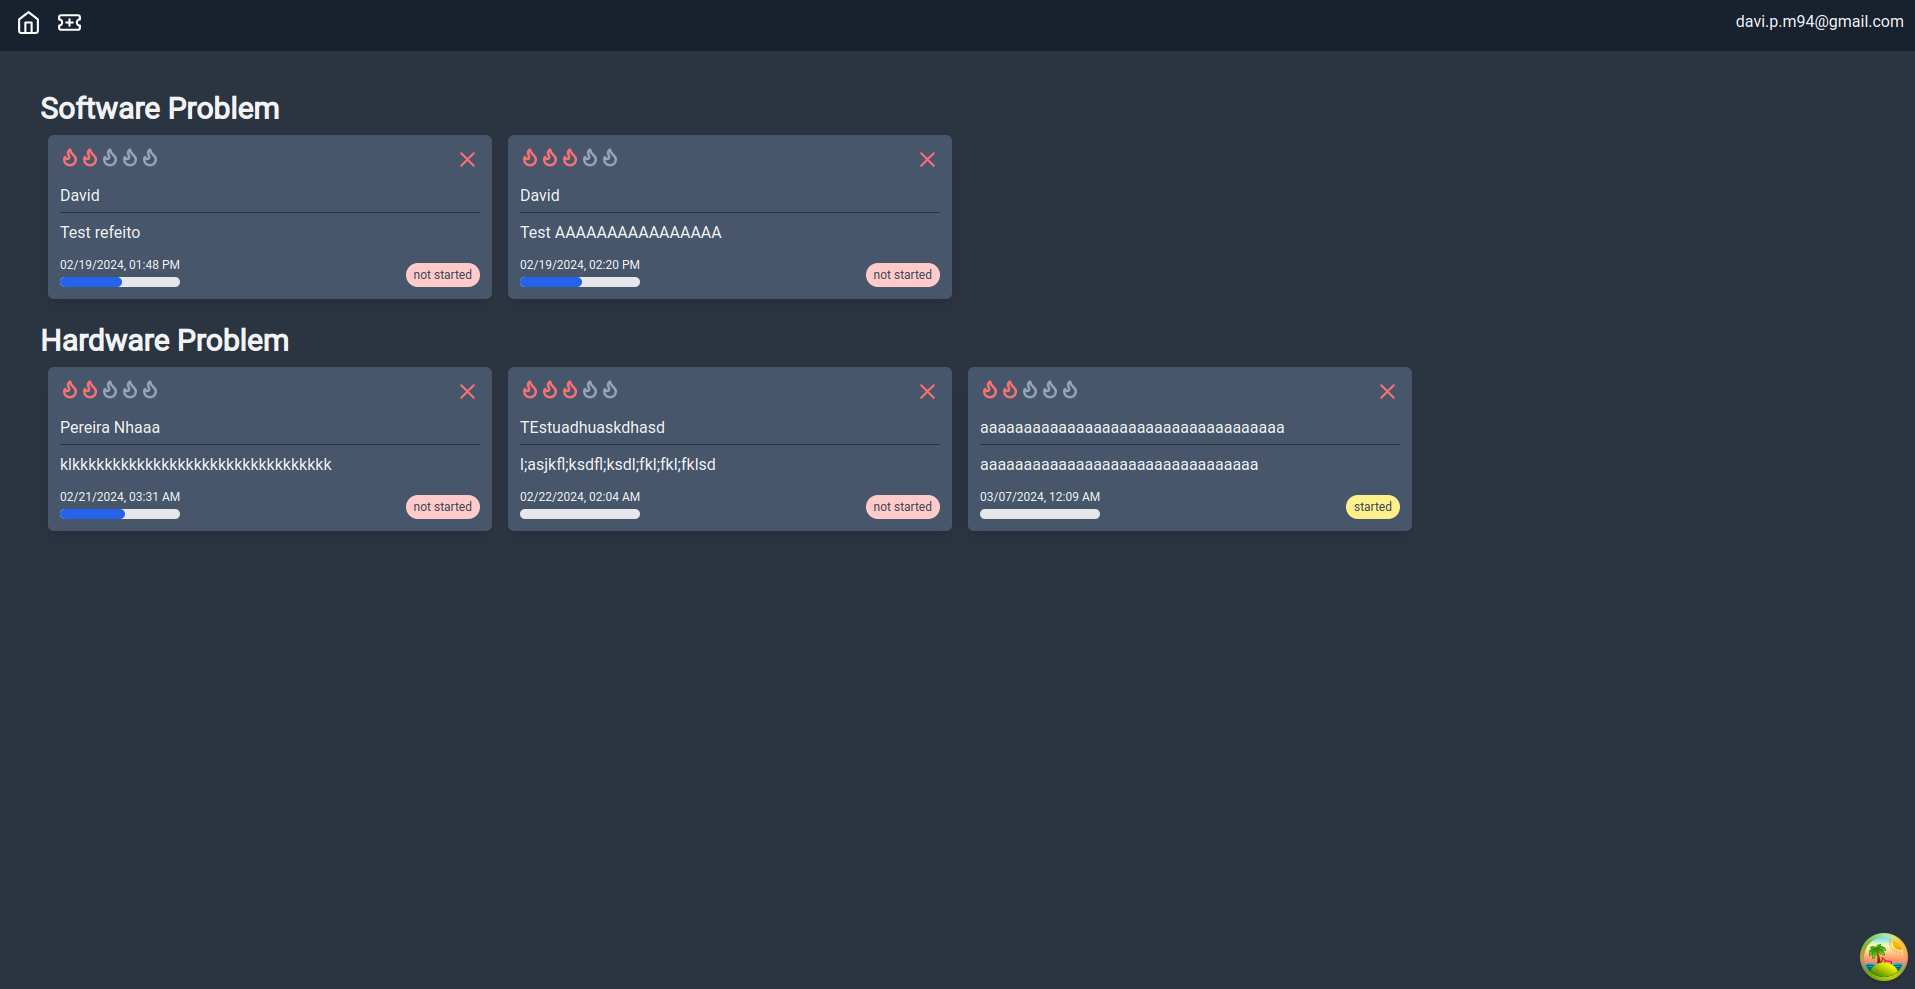 davi.p.m94@gmail.com
Software Problem
David
Test refeito
02/19/2024, 01:48 PM
not started
David
Test AAAAAAAAAAAAAAAA
02/19/2024, 02:20 PM
not started
Hardware Problem
Pereira Nhaaa
klkkkkkkkkkkkkkkkkkkkkkkkkkkkkkkkk
02/21/2024, 03:31 AM
not started
TEstuadhuaskdhasd
l;asjkfl;ksdfl;ksdl;fkl;fkl;fklsd
02/22/2024, 02:04 AM
not started
aaaaaaaaaaaaaaaaaaaaaaaaaaaaaaaaaaa
aaaaaaaaaaaaaaaaaaaaaaaaaaaaaaaa
03/07/2024, 12:09 AM
started